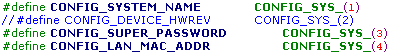 #define CONFIG_SYSTEM_NAME CONFIG_SYS_(1)
//#define CONFIG_DEVICE_HWREV CONFIG_SYS_(2)
#define CONFIG_SUPER_PASSWORD CONFIG_SYS_(3)
#define CONFIG_LAN_MAC_ADDR CONFIG_SYS_(4)